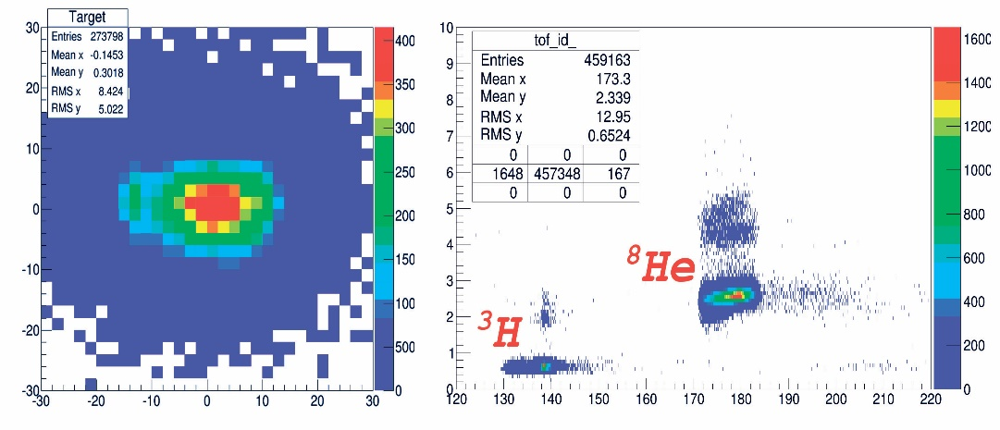 Target
Entries 273798
Mean x -0.1453
Mean y 0.3018
RMS x 8.424
RMS y 5.022
30
20
10
0
-10
-20
-30
-30 -20 -10 0 10 20 30
400
350
300
250
200
150
100
500
0
tof_id_
Entries 459163
Mean x 173.3
Mean y 2.339
RMS x 12.95
RMS y 0.6524
0 0 0
1648 457348 167
0 0 0
10
9
8
7
6
5
4
3
2
1
0
³H
⁸He
120 130 140 150 160 170 180 190 200 210 220
1600
1400
1200
1000
800
600
400
200
0